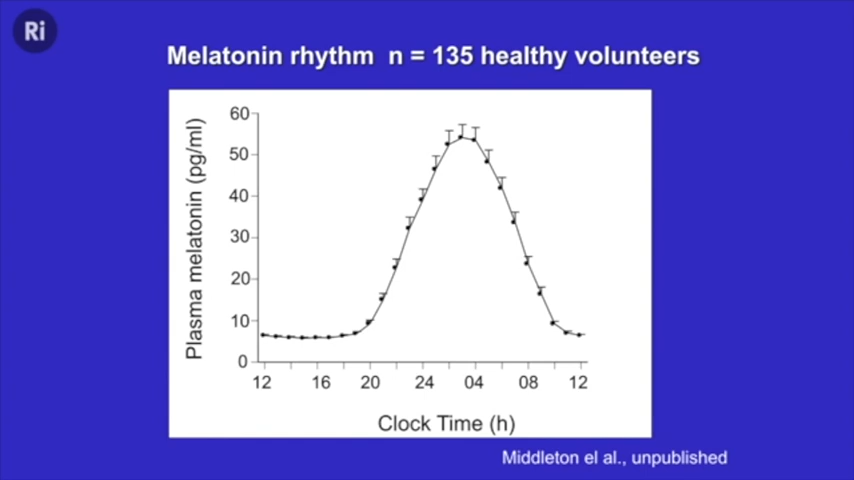 Ri
Melatonin rhythm n = 135 healthy volunteers
Plasma melatonin (pg/ml)
60
50
40
30
20
10
0
12 16 20 24 04 08 12
Clock Time (h)
Middleton el al., unpublished